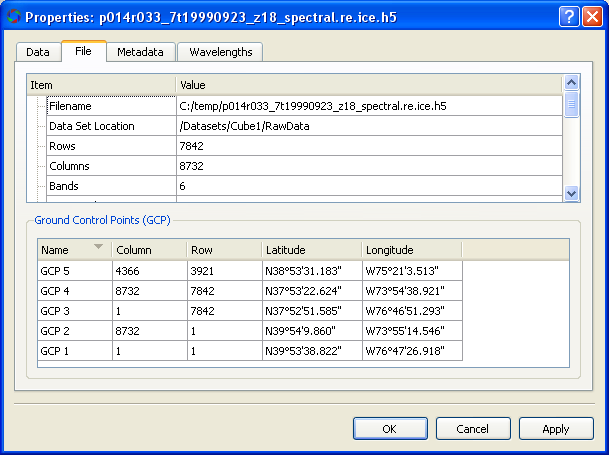 Properties: p014r033_7t19990923_z18_spectral.re.ice.h5
Data File Metadata Wavelengths
Item Value
Filename C:/temp/p014r033_7t19990923_z18_spectral.re.ice.h5
Data Set Location /Datasets/Cube1/RawData
Rows 7842
Columns 8732
Bands 6
Ground Control Points (GCP)
Name Column Row Latitude Longitude
GCP 5 4366 3921 N38°53'31.183" W75°21'3.513"
GCP 4 8732 7842 N37°53'22.624" W73°54'38.921"
GCP 3 1 7842 N37°52'51.585" W76°46'51.293"
GCP 2 8732 1 N39°54'9.860" W73°55'14.546"
GCP 1 1 1 N39°53'38.822" W76°47'26.918"
OK Cancel Apply